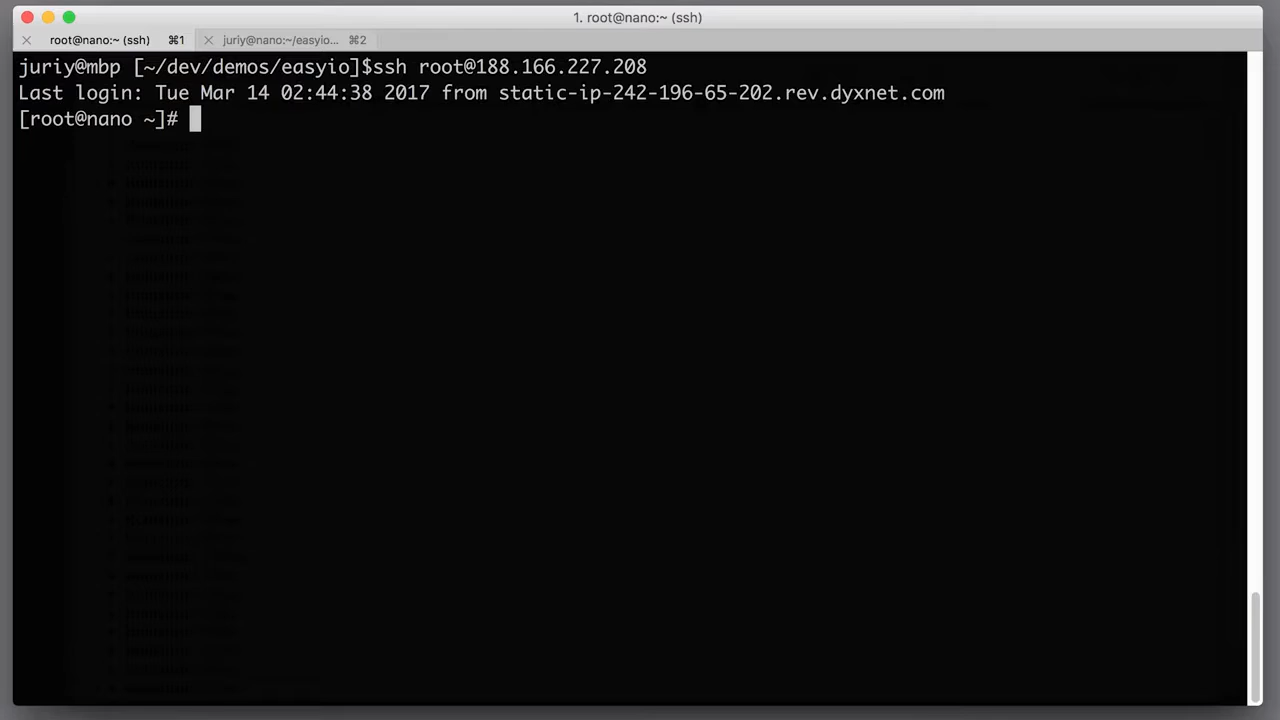 1. root@nano:~ (ssh)
root@nano:~ (ssh) ⌘1 juriy@nano:~/easyio... ⌘2
juriy@mbp [~/dev/demos/easyio]$ssh root@188.166.227.208
Last login: Tue Mar 14 02:44:38 2017 from static-ip-242-196-65-202.rev.dyxnet.com
[root@nano ~]#